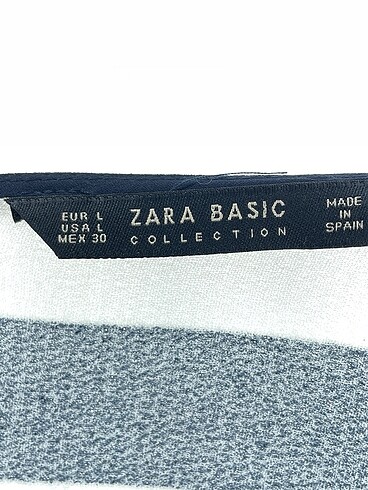 EUR L
USA L
MEX 30
ZARA BASIC
COLLECTION
MADE
IN
SPAIN